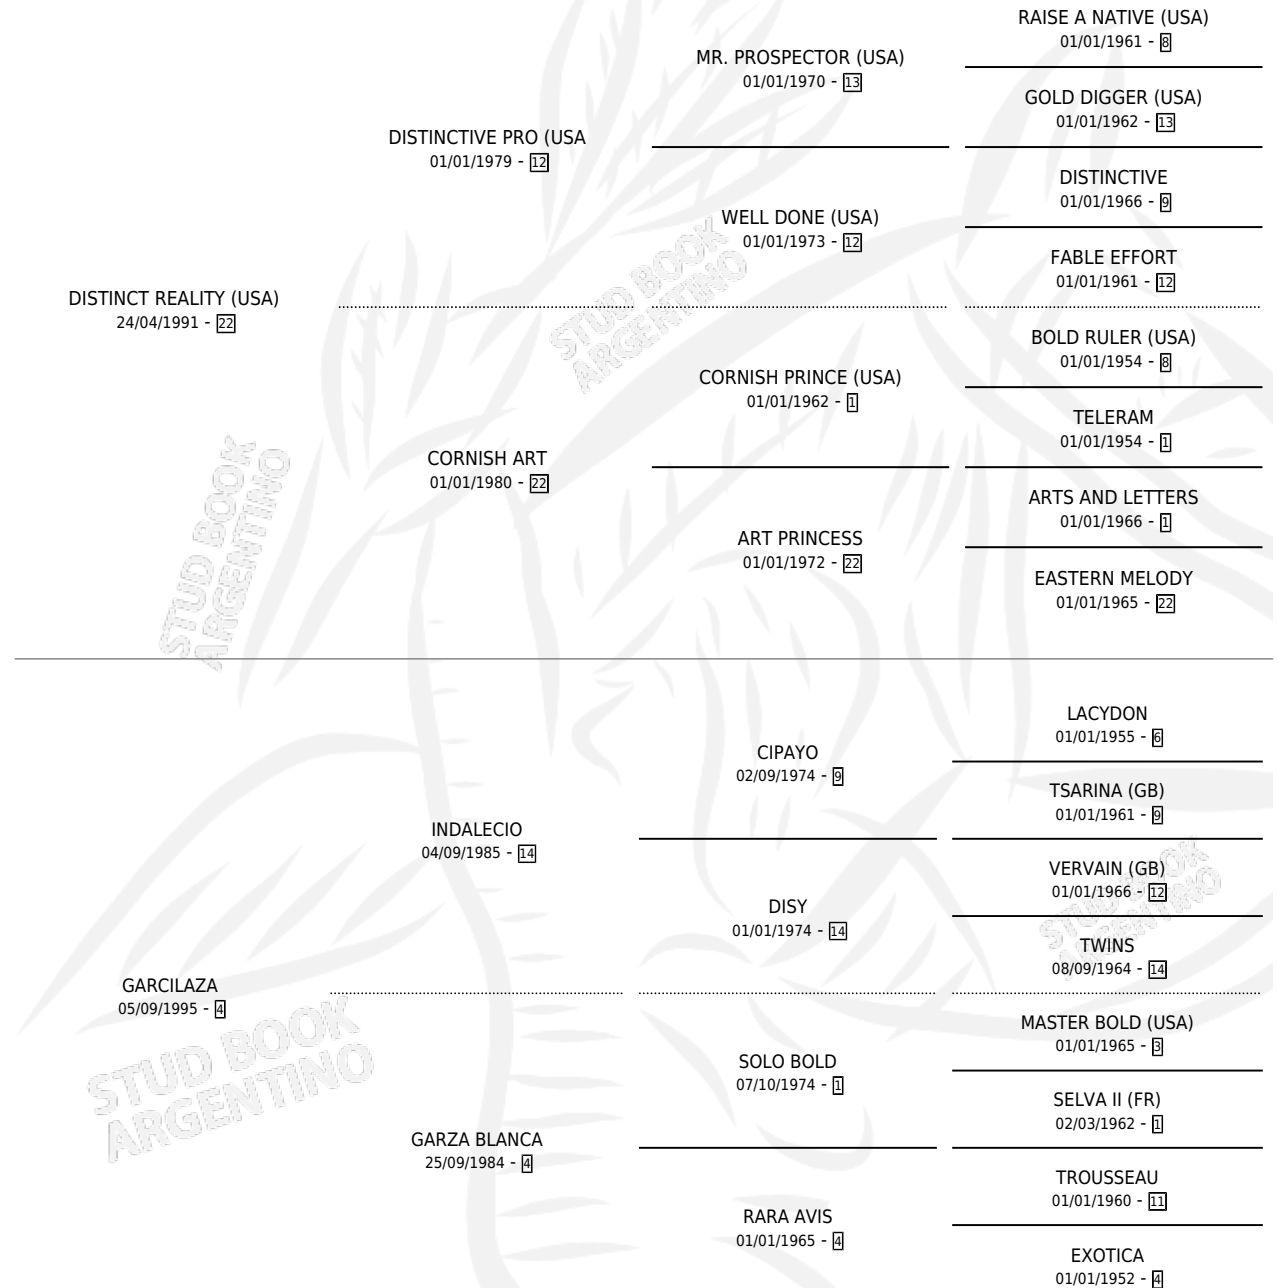 RAISE A NATIVE (USA)
01/01/1961 - 8
MR. PROSPECTOR (USA)
01/01/1970 - 13
GOLD DIGGER (USA)
01/01/1962 - 13
DISTINCTIVE PRO (USA
01/01/1979 - 12
DISTINCTIVE
01/01/1966 - 9
WELL DONE (USA)
01/01/1973 - 12
FABLE EFFORT
01/01/1961 - 12
DISTINCT REALITY (USA)
24/04/1991 - 22
STUD BOOK
ARGENTINO
BOLD RULER (USA)
01/01/1954 - 8
CORNISH PRINCE (USA)
01/01/1962 - 1
TELERAM
01/01/1954 - 1
CORNISH ART
01/01/1980 - 22
ARTS AND LETTERS
01/01/1966 - 1
ART PRINCESS
01/01/1972 - 22
EASTERN MELODY
01/01/1965 - 22
STUD BOOK
ARGENTINO
LACYDON
01/01/1955 - 6
CIPAYO
02/09/1974 - 9
TSARINA (GB)
01/01/1961 - 9
INDALECIO
04/09/1985 - 14
VERVAIN (GB)
01/01/1966 - 12
DISY
01/01/1974 - 14
TWINS
08/09/1964 - 14
STUD BOOK
ARGENTINO
GARCILAZA
05/09/1995 - 4
MASTER BOLD (USA)
01/01/1965 - 3
SOLO BOLD
07/10/1974 - 1
SELVA II (FR)
02/03/1962 - 1
STUD BOOK
ARGENTINO
GARZA BLANCA
25/09/1984 - 4
TROUSSEAU
01/01/1960 - 11
RARA AVIS
01/01/1965 - 4
EXOTICA
01/01/1952 - 4